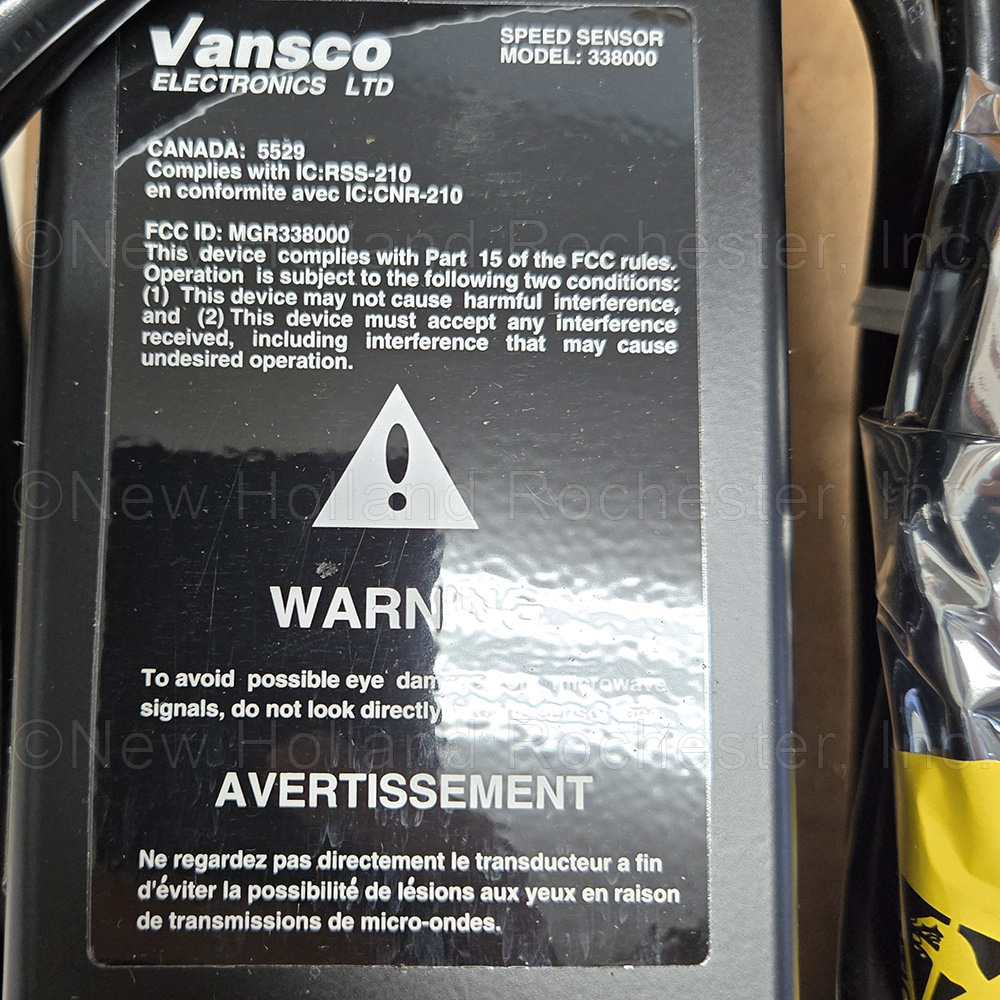 Vansco
ELECTRONICS LTD
SPEED SENSOR
MODEL: 338000
CANADA: 5529
Complies with IC:RSS-210
en conformite avec IC:CNR-210
FCC ID: MGR338000
This device complies with Part 15 of the FCC rules.
Operation is subject to the following two conditions:
(1) This device may not cause harmful interference,
and (2) This device must accept any interference
received, including interference that may cause
undesired operation.
©New Holland Rochester, Inc.
©New Holland Rochester, Inc.
WARNING
To avoid possible eye damage from microwave
signals, do not look directly
©New Holland Rochester, Inc.
AVERTISSEMENT
Ne regardez pas directement le transducteur a fin
d'éviter la possibilité de lésions aux yeux en raison
de transmissions de micro-ondes.